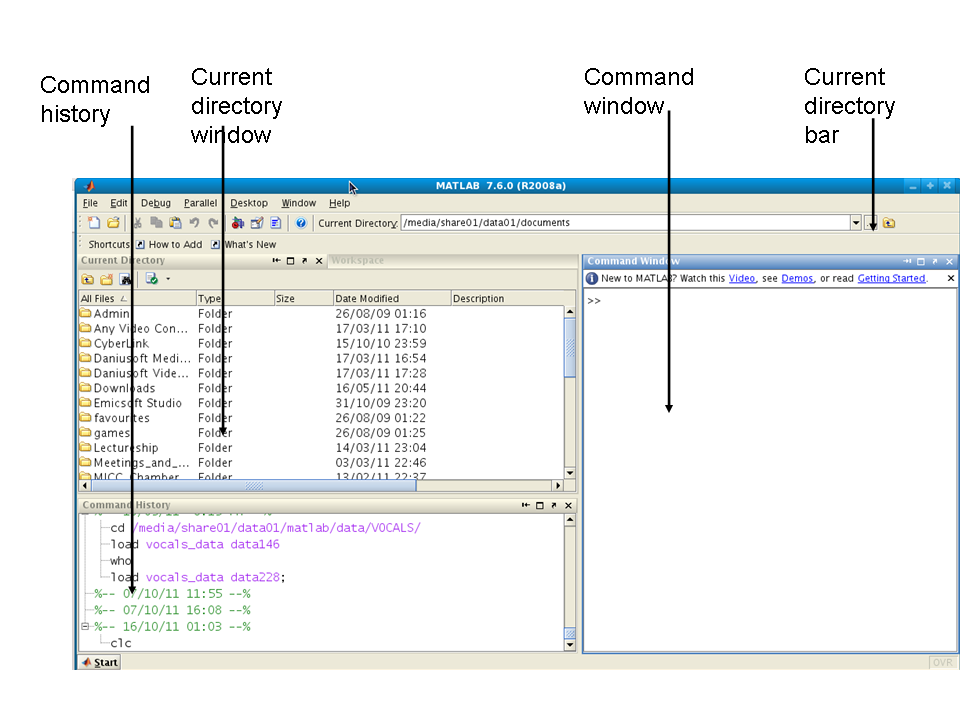 Command history
Current directory window
Command window
Current directory bar
MATLAB 7.6.0 (R2008a)
File Edit Debug Parallel Desktop Window Help
Current Directory: /media/share01/data01/documents
Shortcuts How to Add What's New
Current Directory Workspace
Command Window
New to MATLAB? Watch this Video, see Demos, or read Getting Started.
>>
All Files Type Size Date Modified Description
Admin Folder 26/08/09 01:16
Any Video Con... Folder 17/03/11 17:10
CyberLink Folder 15/10/10 23:59
Daniusoft Medi... Folder 17/03/11 16:54
Daniusoft Vide... Folder 17/03/11 17:28
Downloads Folder 16/05/11 20:44
Emicsoft Studio Folder 31/10/09 23:20
favourites Folder 26/08/09 01:22
games Folder 26/08/09 01:25
Lectureship Folder 14/03/11 23:04
Meetings_and_... Folder 03/03/11 22:46
MICC Chamber Folder 13/02/11 22:37
Command History
cd /media/share01/data01/matlab/data/VOCALS/
load vocals_data data146
who
load vocals_data data228;
%-- 07/10/11 11:55 --%
%-- 07/10/11 16:08 --%
%-- 16/10/11 01:03 --%
clc
Start
OVR